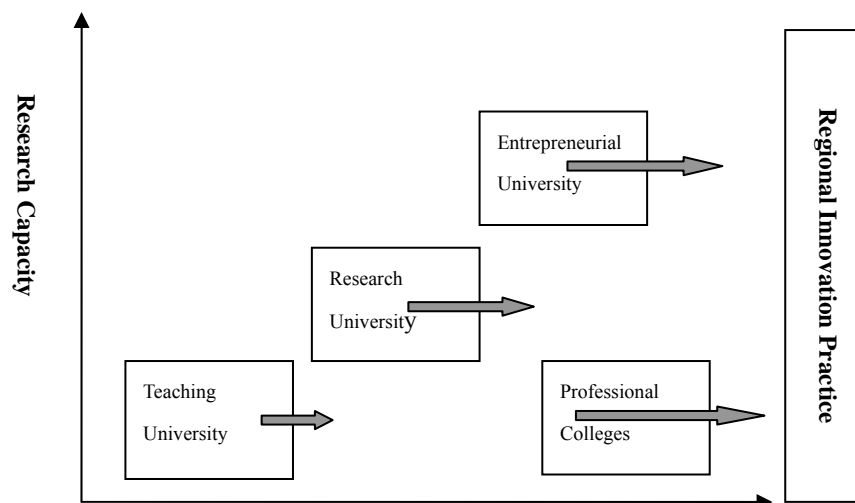 Research Capacity
Entrepreneurial
University
Research
University
Teaching
University
Professional
Colleges
Regional Innovation Practice